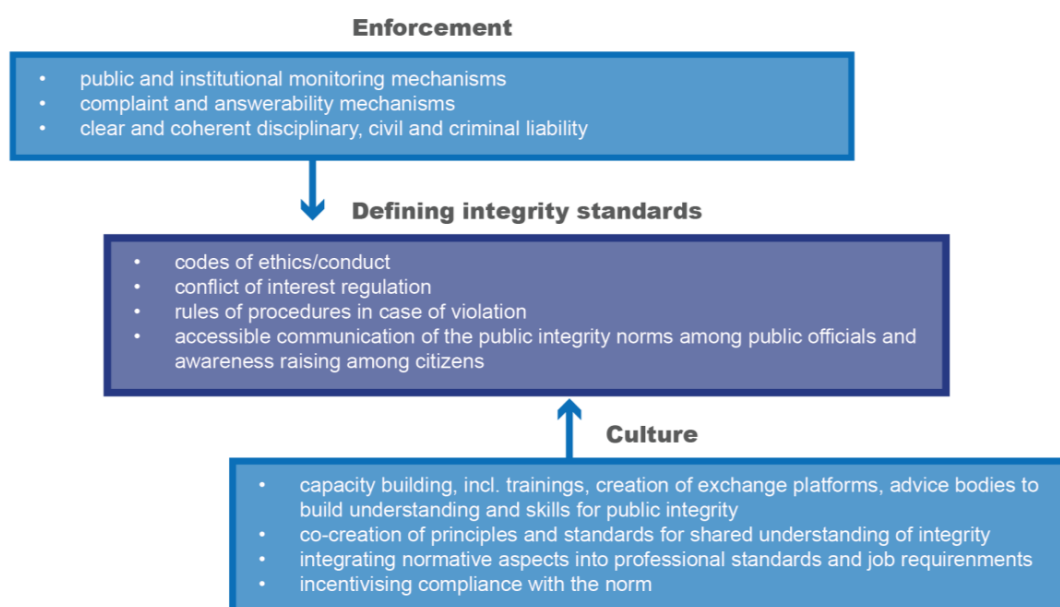 Enforcement
• public and institutional monitoring mechanisms
• complaint and answerability mechanisms
• clear and coherent disciplinary, civil and criminal liability
Defining integrity standards
• codes of ethics/conduct
• conflict of interest regulation
• rules of procedures in case of violation
• accessible communication of the public integrity norms among public officials and
awareness raising among citizens
Culture
• capacity building, incl. trainings, creation of exchange platforms, advice bodies to
build understanding and skills for public integrity
• co-creation of principles and standards for shared understanding of integrity
• integrating normative aspects into professional standards and job requirenments
• incentivising compliance with the norm